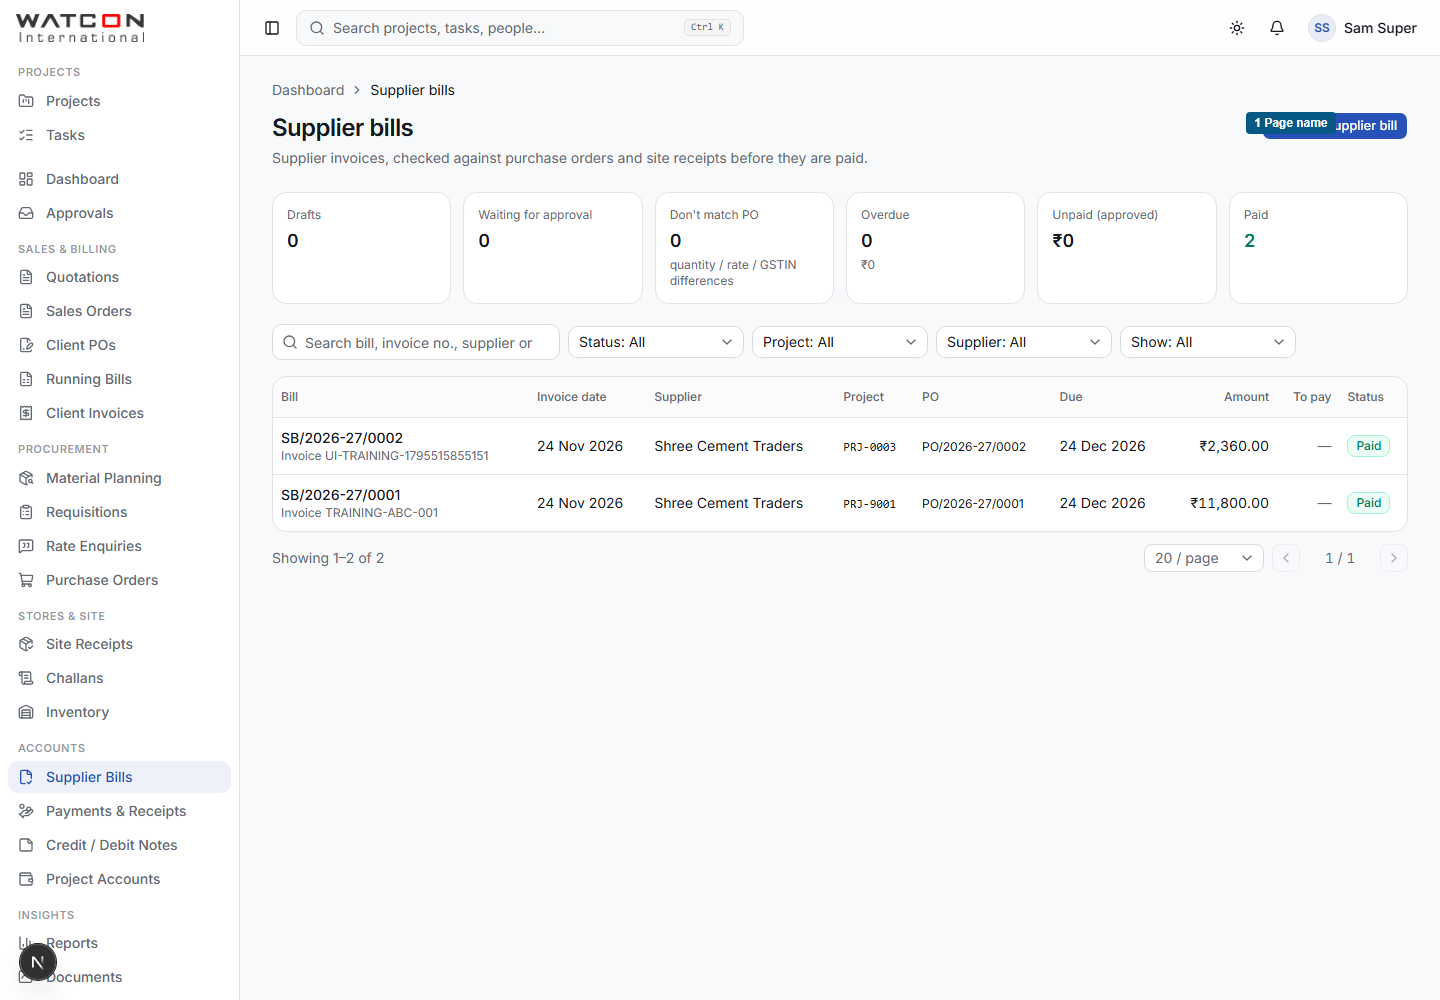 WATCON
International
PROJECTS
Projects
Tasks
Dashboard
Approvals
SALES & BILLING
Quotations
Sales Orders
Client POs
Running Bills
Client Invoices
PROCUREMENT
Material Planning
Requisitions
Rate Enquiries
Purchase Orders
STORES & SITE
Site Receipts
Challans
Inventory
ACCOUNTS
Supplier Bills
Payments & Receipts
Credit / Debit Notes
Project Accounts
INSIGHTS
Reports
Documents
N
Search projects, tasks, people... Ctrl K
SS Sam Super
Dashboard > Supplier bills
Supplier bills
1 Page name
upplier bill
Supplier invoices, checked against purchase orders and site receipts before they are paid.
Drafts
0
Waiting for approval
0
Don't match PO
0
quantity / rate / GSTIN
differences
Overdue
0
₹0
Unpaid (approved)
₹0
Paid
2
Search bill, invoice no., supplier or
Status: All
Project: All
Supplier: All
Show: All
Bill Invoice date Supplier Project PO Due Amount To pay Status
SB/2026-27/0002 24 Nov 2026 Shree Cement Traders PRJ-0003 PO/2026-27/0002 24 Dec 2026 ₹2,360.00 — Paid
Invoice UI-TRAINING-1795515855151
SB/2026-27/0001 24 Nov 2026 Shree Cement Traders PRJ-9001 PO/2026-27/0001 24 Dec 2026 ₹11,800.00 — Paid
Invoice TRAINING-ABC-001
Showing 1–2 of 2
20 / page
1 / 1